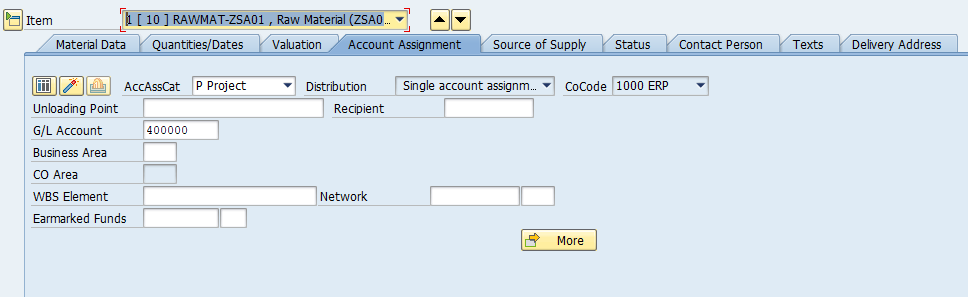 Item 1 [ 10 ] RAWMAT-ZSA01 , Raw Material (ZSA0...
Material Data Quantities/Dates Valuation Account Assignment Source of Supply Status Contact Person Texts Delivery Address
AccAssCat P Project Distribution Single account assignm... CoCode 1000 ERP
Unloading Point Recipient
G/L Account 400000
Business Area
CO Area
WBS Element Network
Earmarked Funds
More